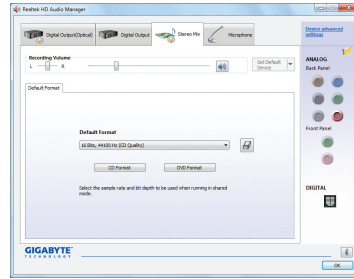 Realtek HD Audio Manager
Digital Output(Optical)
Digital Output
Stereo Mix
Microphone
Device advanced
settings
Recording Volume
L
R
Set Default
Device
ANALOG
Back Panel
Default Format
Default Format
16 Bits, 44100 Hz (CD Quality)
CD Format
DVD Format
Select the sample rate and bit depth to be used when running in shared
mode.
Front Panel
DIGITAL
GIGABYTE
TECHNOLOGY
i
OK